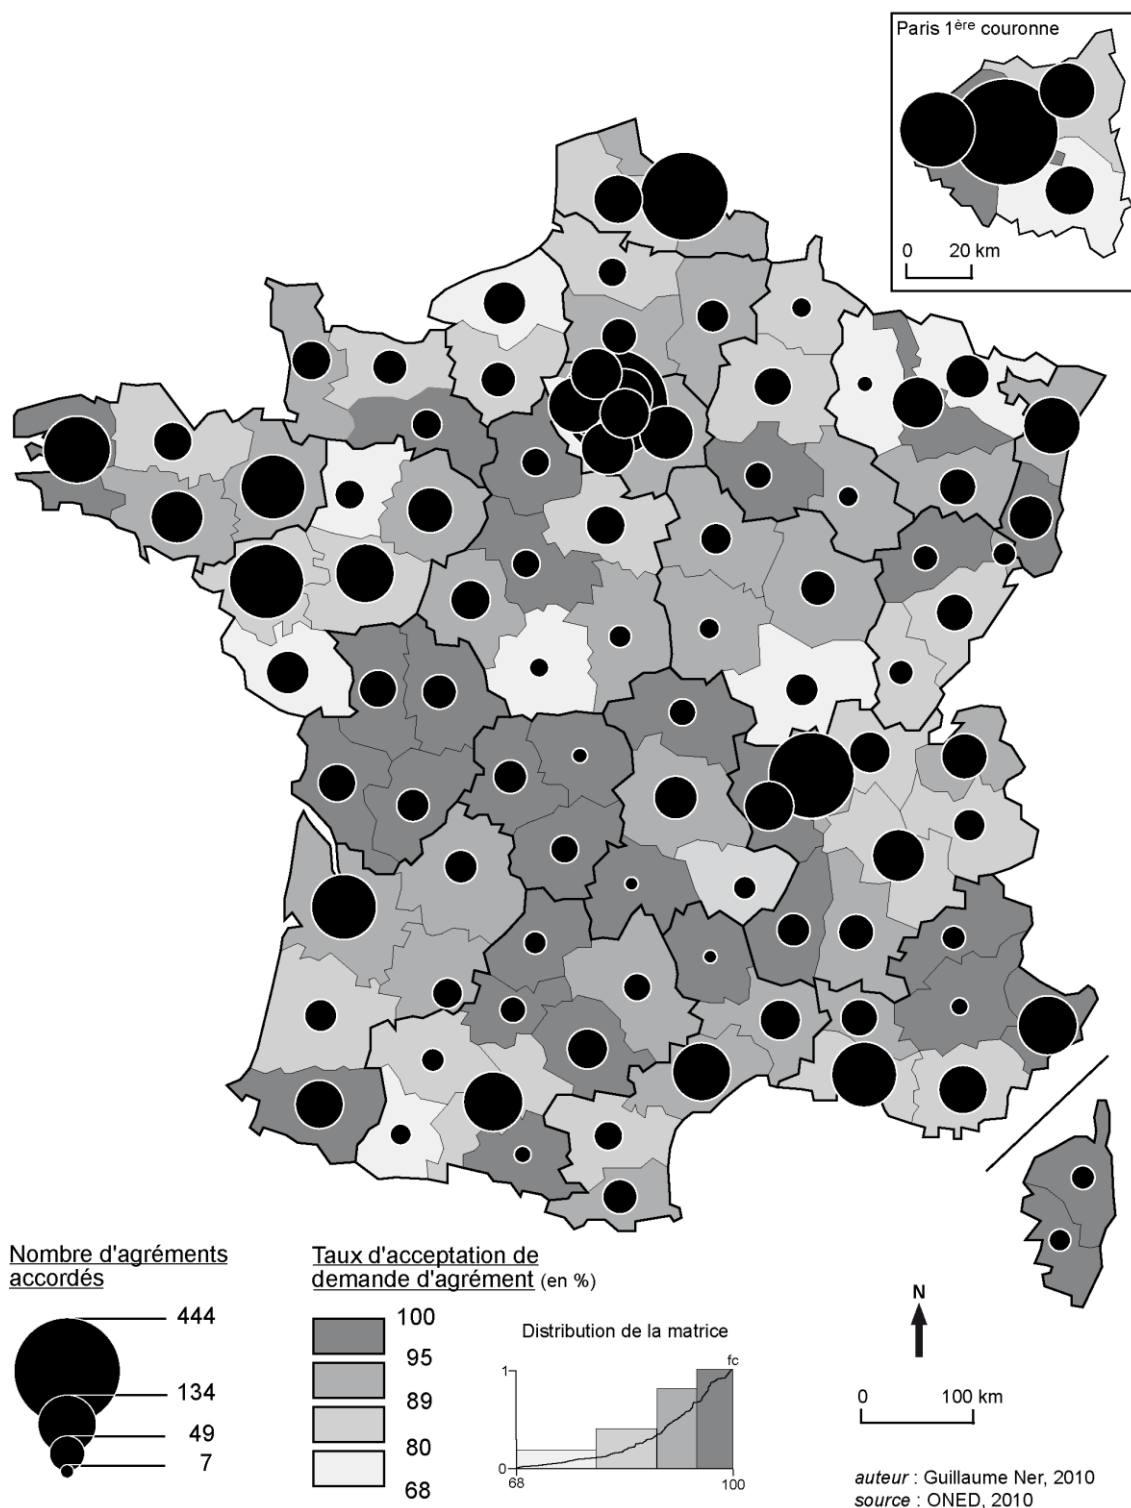 Paris 1ère couronne
0 20 km
Nombre d'agréments
accordés
444
134
49
7
Taux d'acceptation de
demande d'agrément (en %)
100
95
89
80
68
Distribution de la matrice
fc
1
0
68 100
N
0 100 km
auteur : Guillaume Ner, 2010
source : ONED, 2010